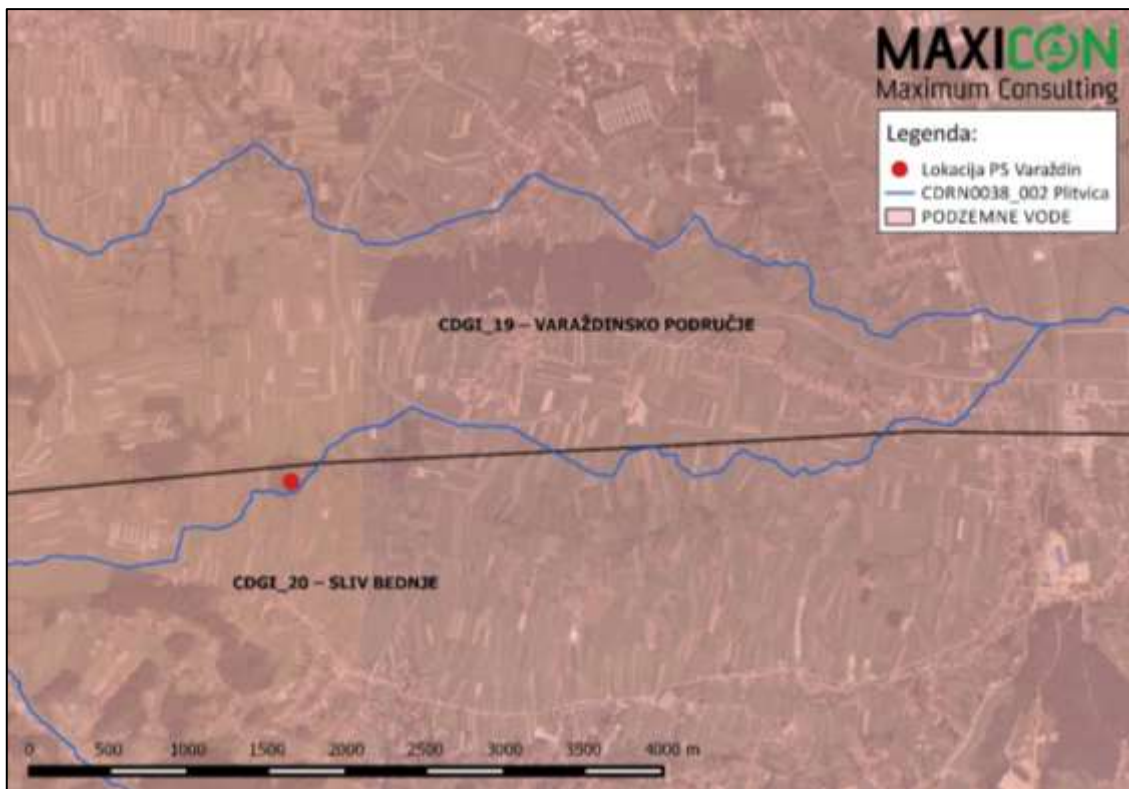 MAXICON
Maximum Consulting
Legenda:
Lokacija PS Varaždin
CDRN0038_002 Plitvica
PODZEMNE VODE
CDGI_19 – VARAŽDINSKO PODRUČJE
CDGI_20 – SLIV BEDNJE
0 500 1000 1500 2000 2500 3000 3500 4000 m